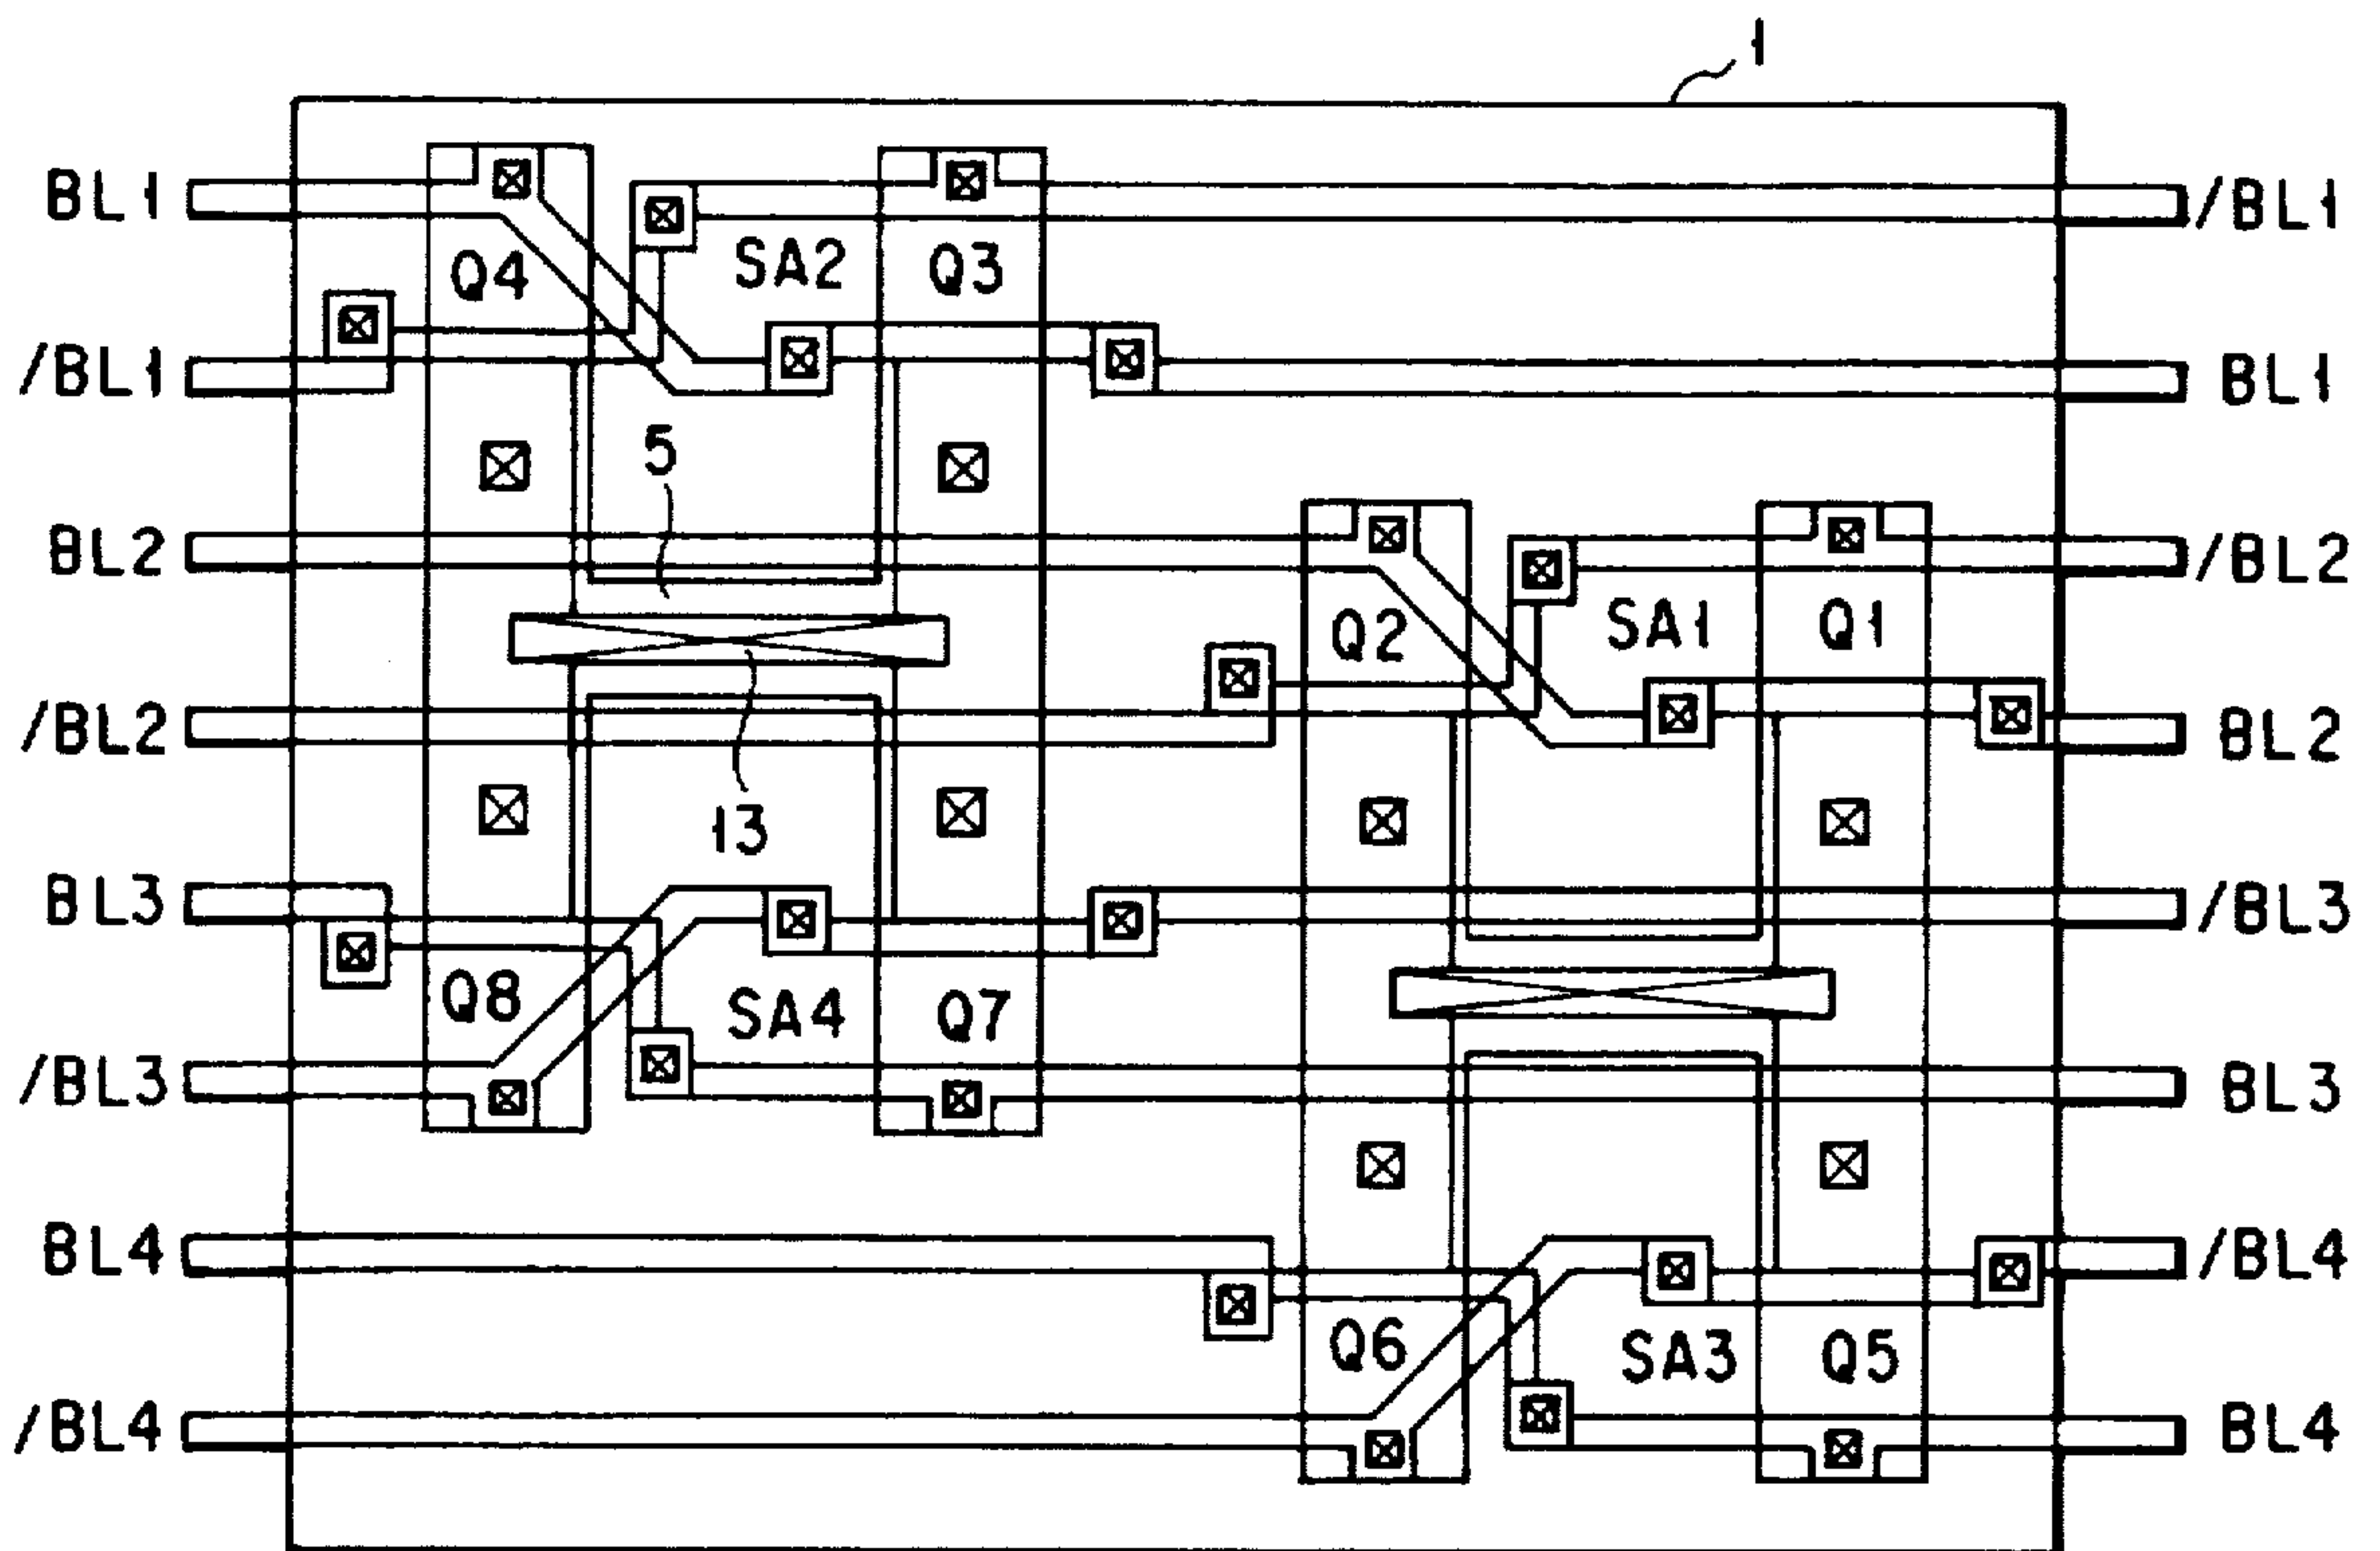 1
BL1 /BL1
Q4 SA2 Q3
/BL1 BL1
5
BL2 /BL2
Q2 SA1 Q1
/BL2 BL2
13
BL3 /BL3
Q8 SA4 Q7
/BL3 BL3
BL4 /BL4
Q6 SA3 Q5
/BL4 BL4